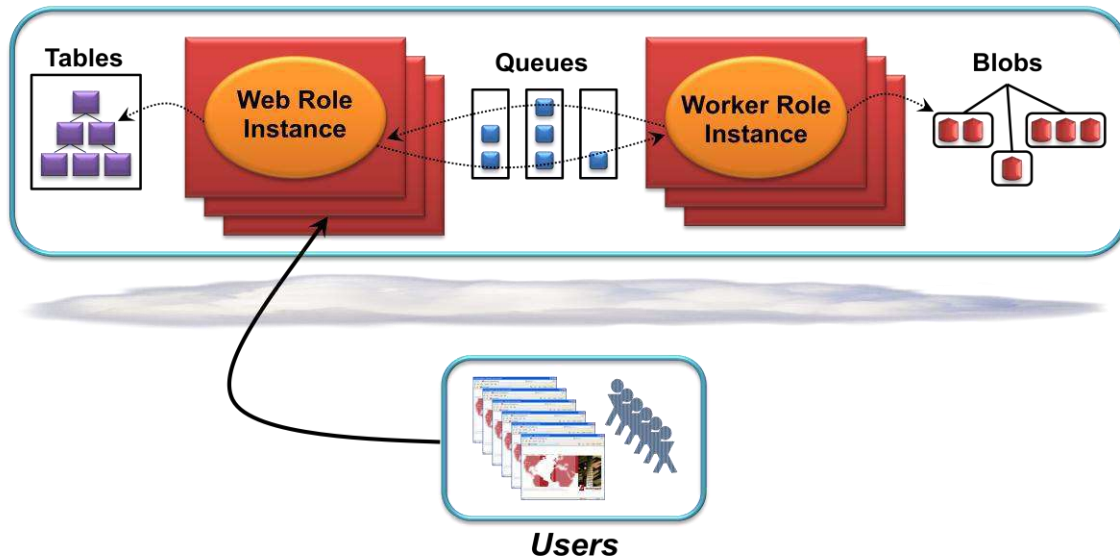 Tables
Web Role
Instance
Queues
Worker Role
Instance
Blobs
Users